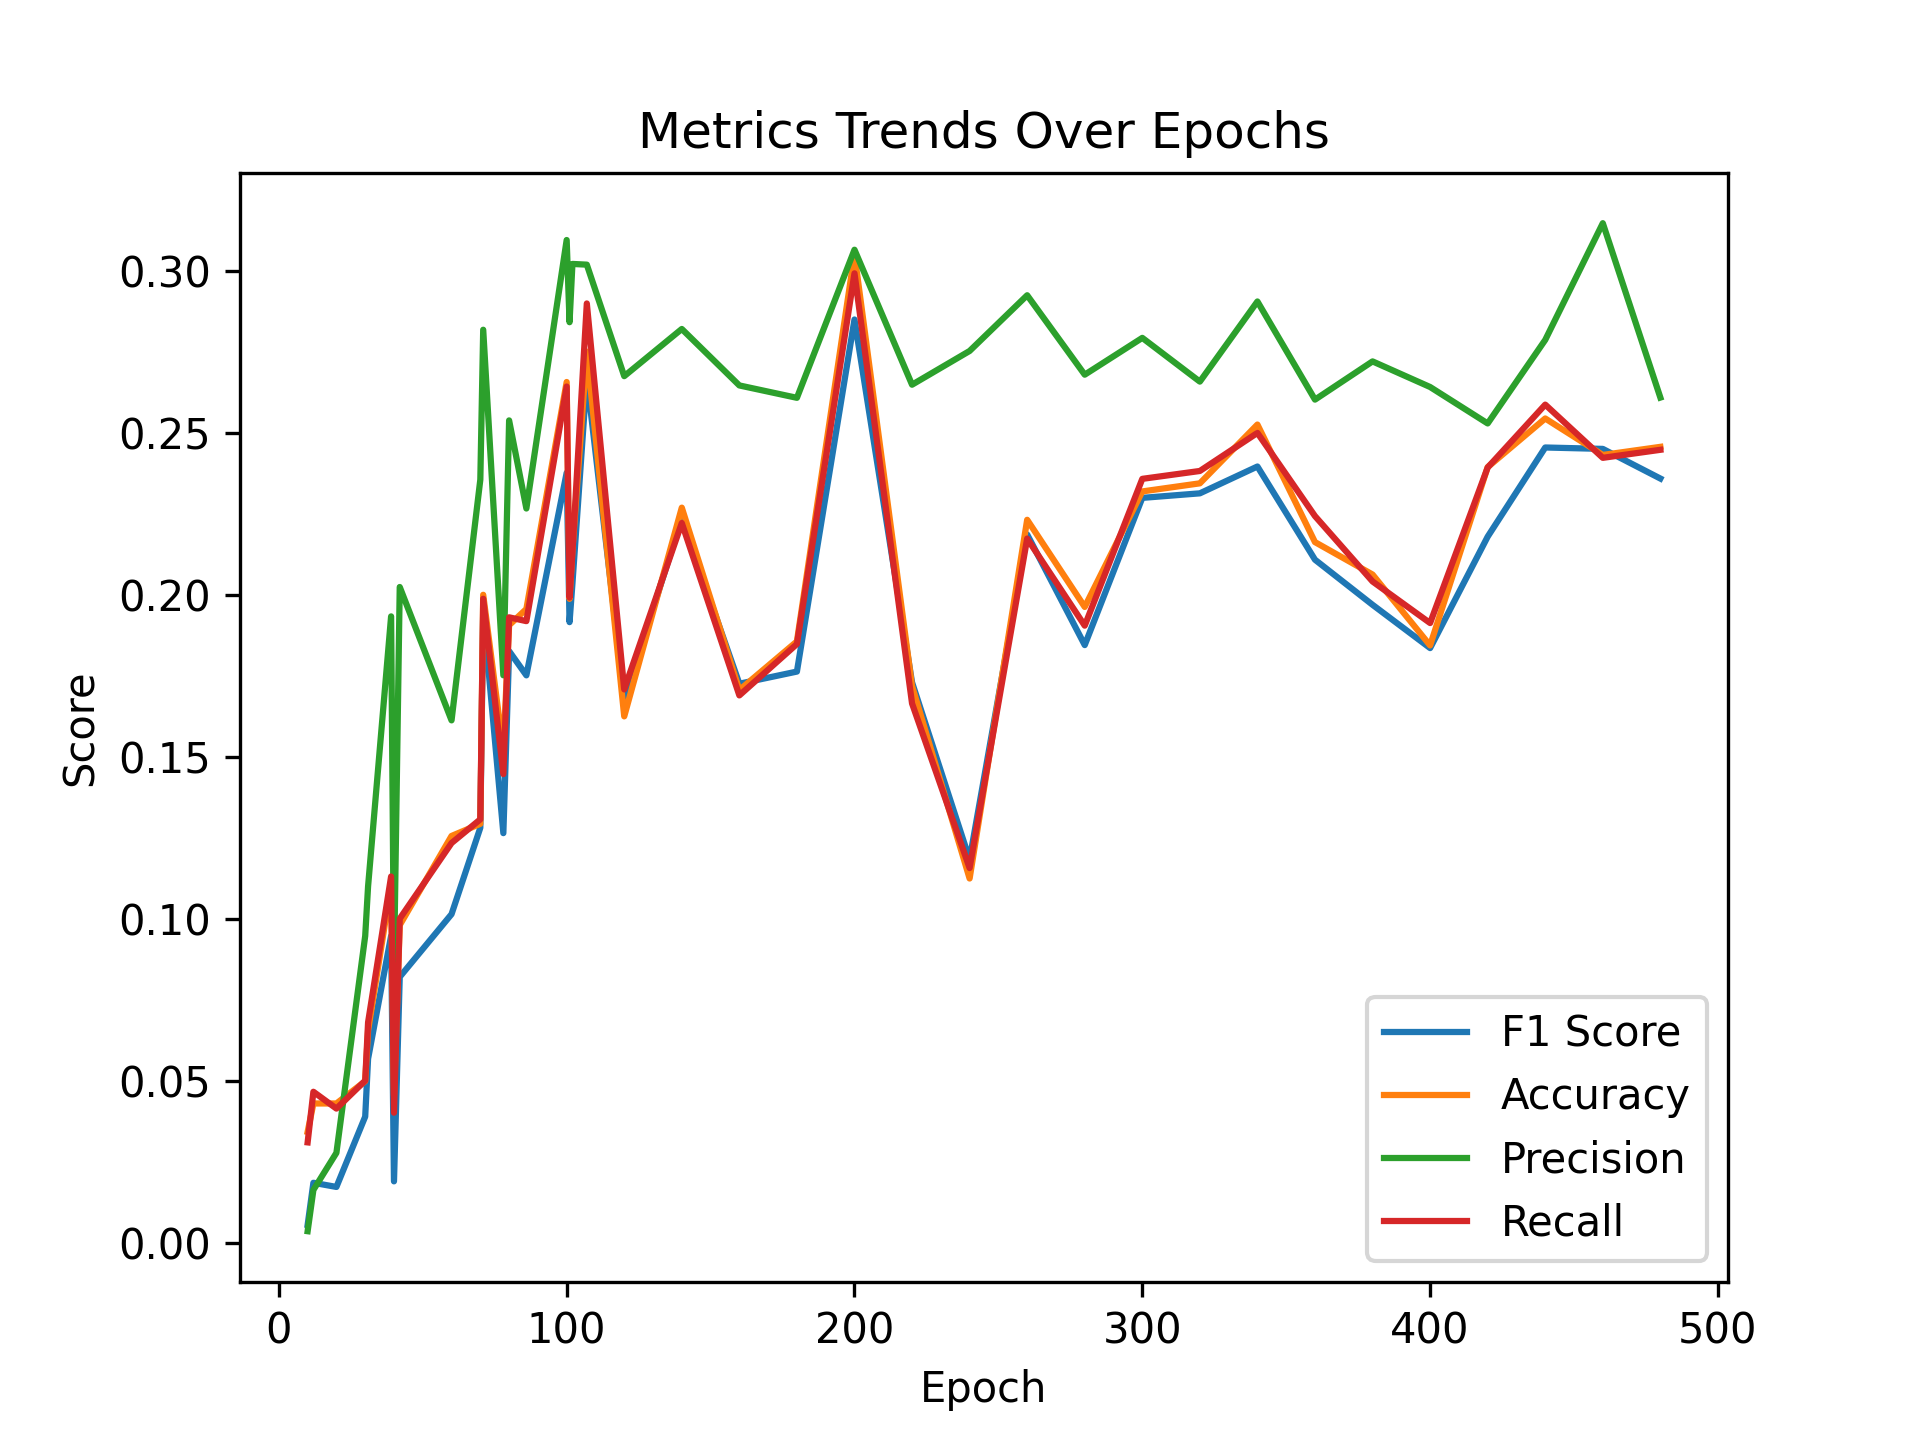 Metrics Trends Over Epochs
0.30
0.25
0.20
0.15
0.10
0.05
0.00
Score
0 100 200 300 400 500
Epoch
F1 Score
Accuracy
Precision
Recall